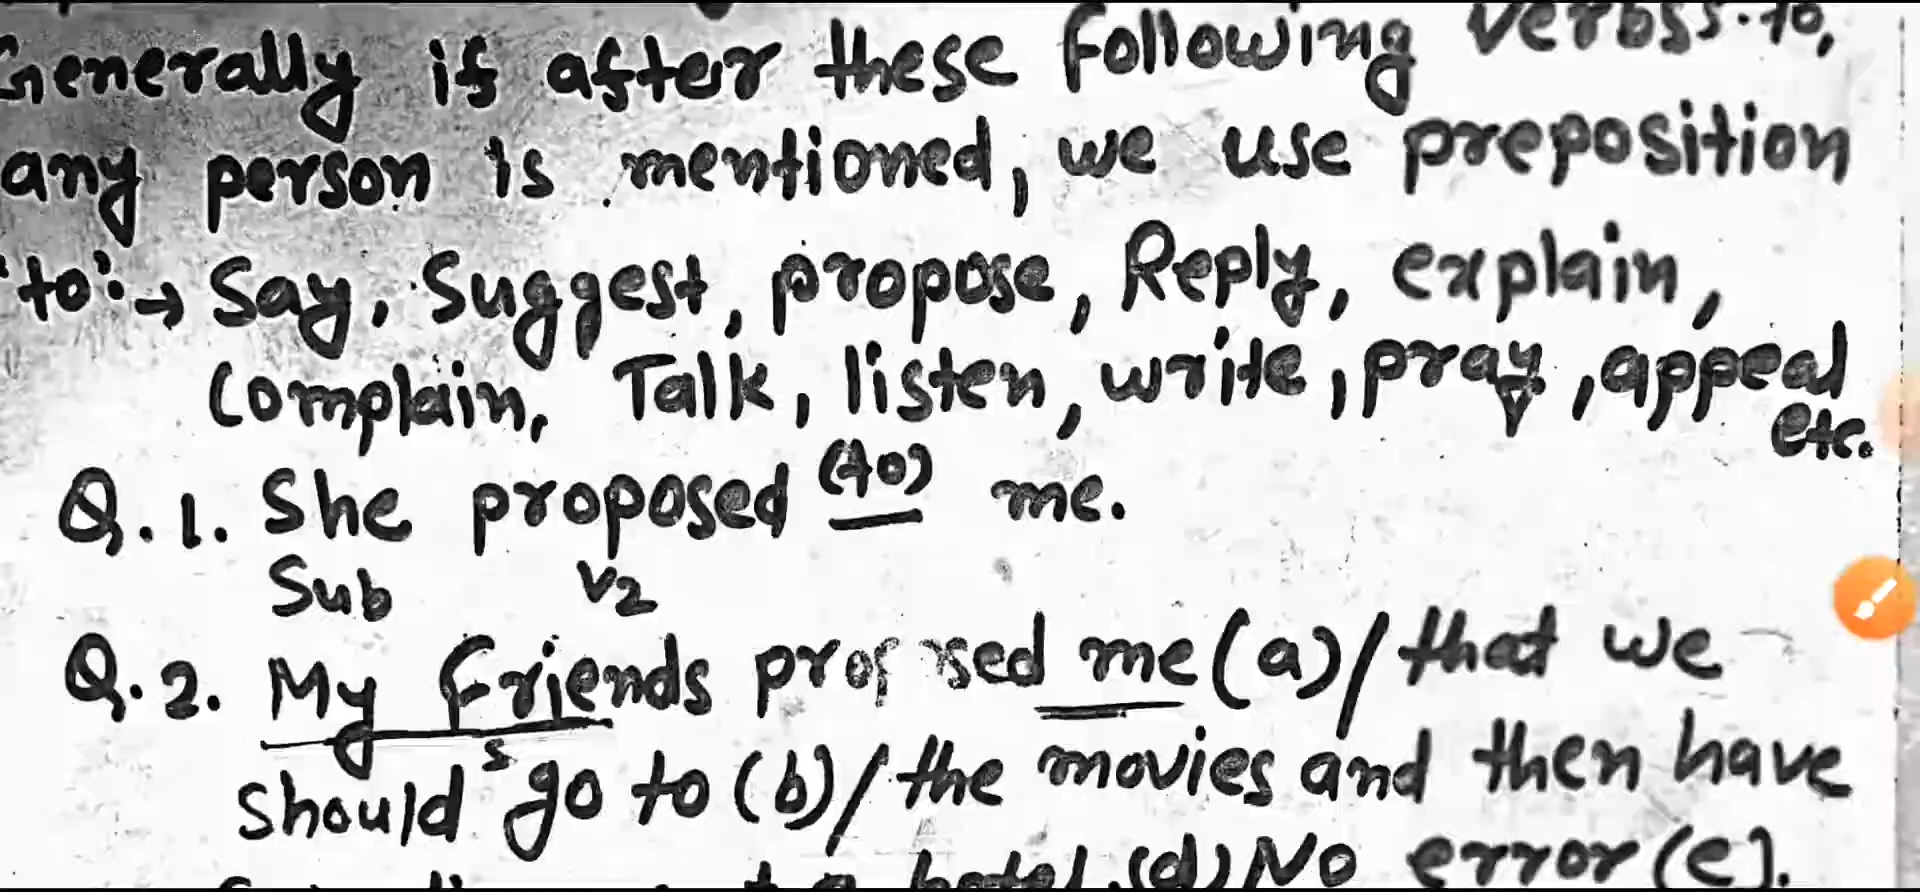 Generally if after these following verbs:to,
any person is mentioned, we use preposition
'to':→ Say, Suggest, propose, Reply, explain,
Complain, Talk, listen, write, pray, appeal
etc.
Q.1. She proposed (to) me.
Sub V2
Q.2. My friends proposed me (a)/ that we
s
should go to (b)/ the movies and then have
hotel.(d) No error (e).